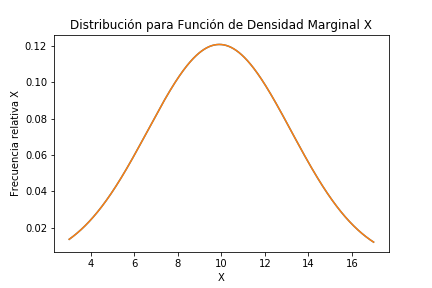 Distribución para Función de Densidad Marginal X
Frecuencia relativa X
0.12
0.10
0.08
0.06
0.04
0.02
4 6 8 10 12 14 16
X